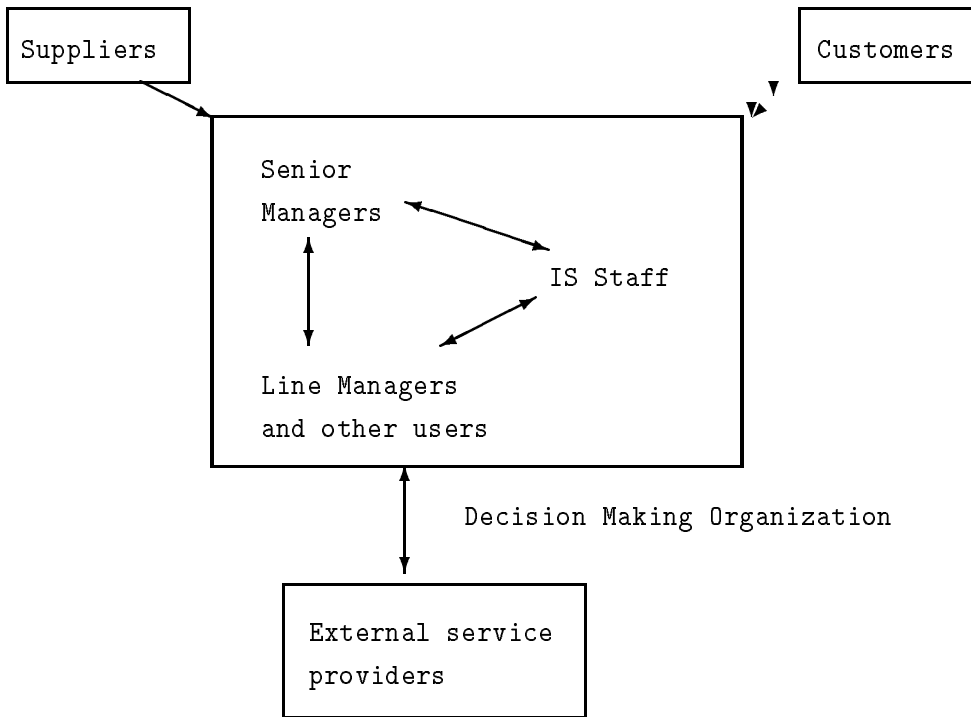 Suppliers
Customers
Senior
Managers
IS Staff
Line Managers
and other users
Decision Making Organization
External service
providers